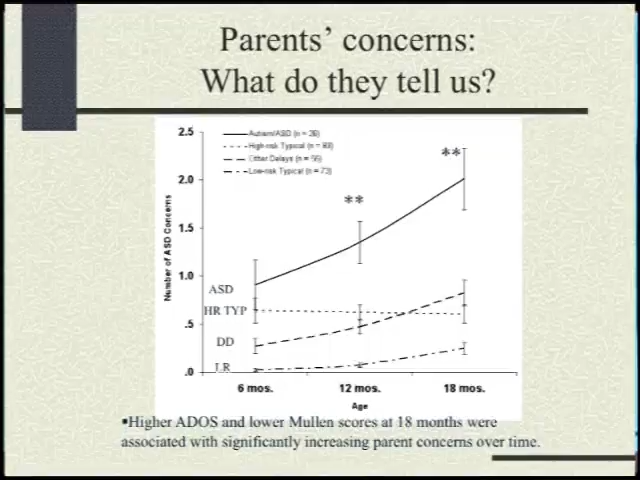 Parents' concerns:
What do they tell us?
2.5
2.0
1.5
1.0
.5
.0
Number of ASD Concerns
Autism/ASD (n =
High-risk Typical (n =
Other Delays (n =
Low-risk Typical (n = 73)
**
**
ASD
HR TYP
DD
LR
6 mos.
12 mos.
18 mos.
Age
▪Higher ADOS and lower Mullen scores at 18 months were
associated with significantly increasing parent concerns over time.